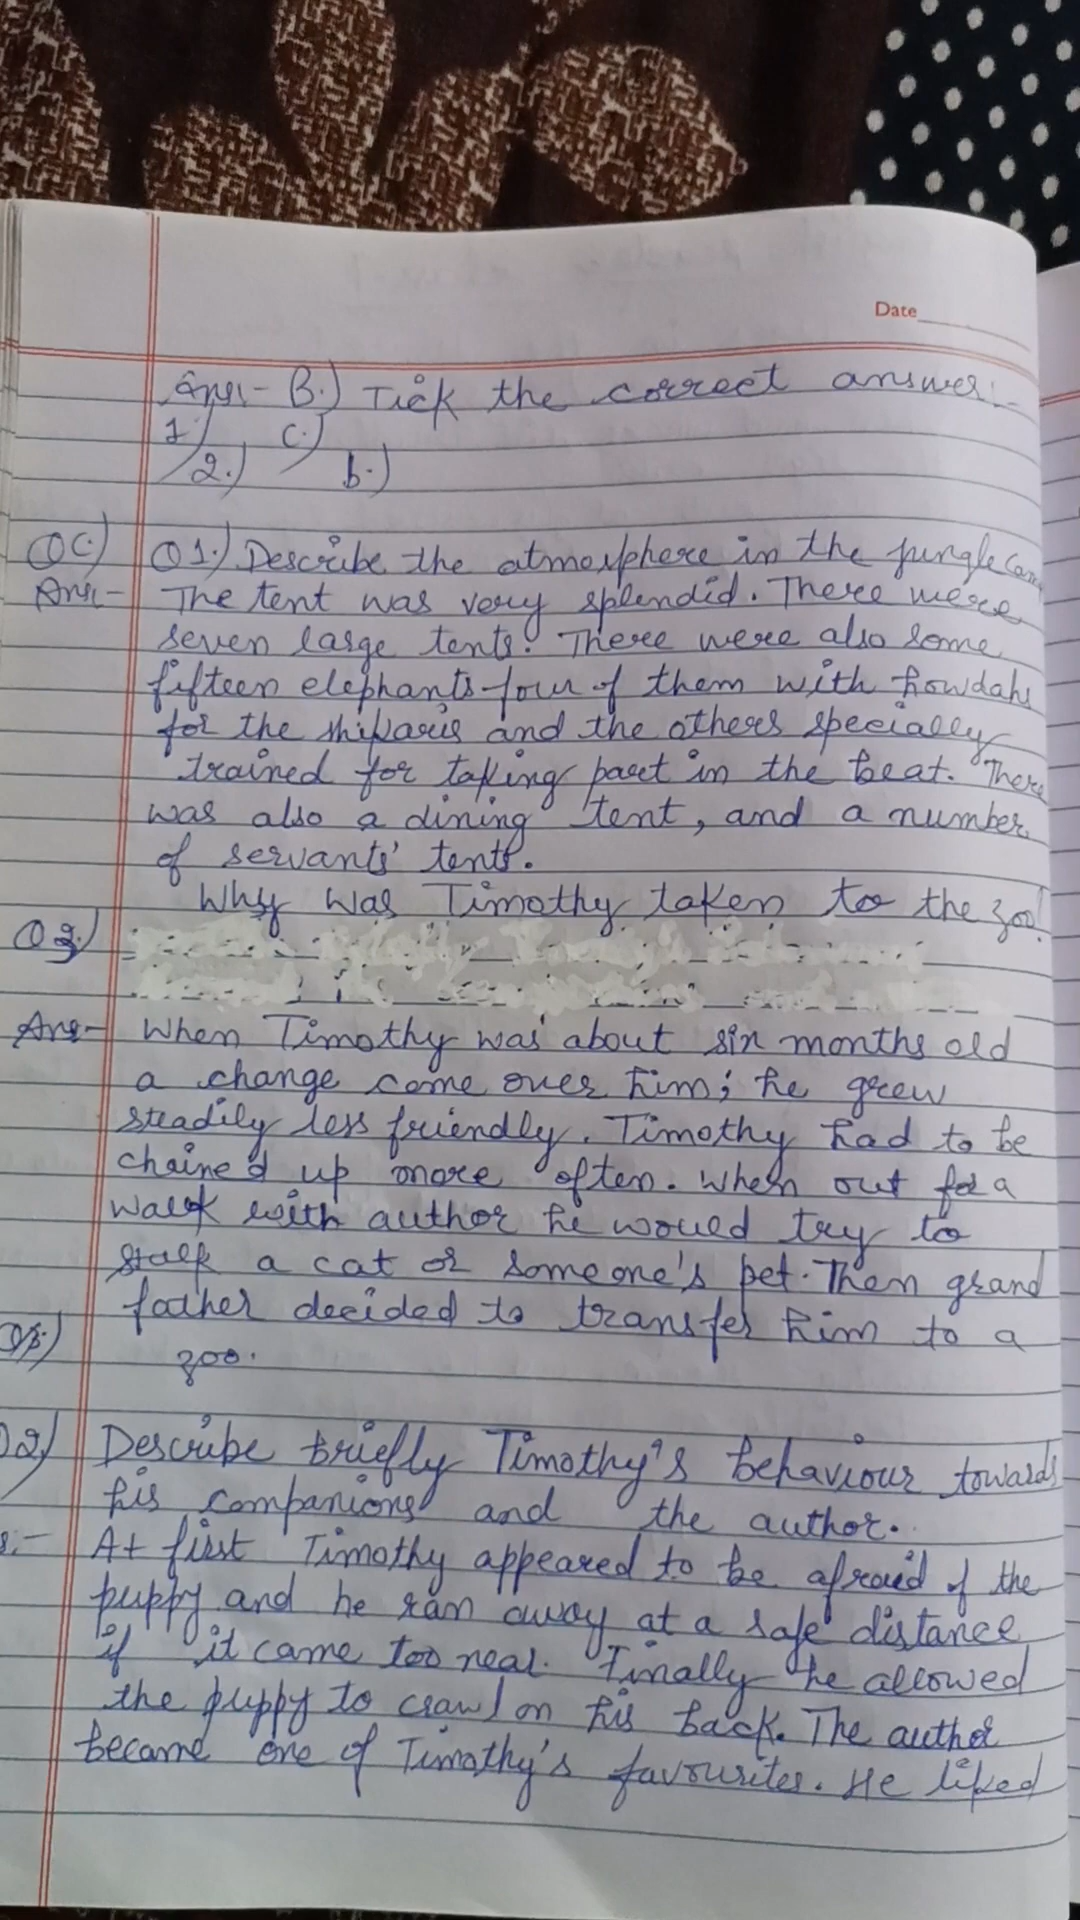 Date
Ans:- B.) Tick the correct answer:-
1.) C.)
2.) b.)
Q C.) Q 1.) Describe the atmosphere in the jungle
Ans:- The tent was very splendid. There were
seven large tents. There were also some
fifteen elephants-four of them with howdahs
for the shikaris and the others specially
trained for taking part in the beat. There
was also a dining tent, and a number
of servants' tents.
Why was Timothy taken to the zoo?
Q 3.)
Ans- When Timothy was about six months old
a change come over him; he grew
steadily less friendly. Timothy had to be
chained up more often. When out for a
walk with author he would try to
stalk a cat or someone's pet. Then grand
father decided to transfer him to a
zoo.
Q 2.) Describe briefly Timothy's behaviour towards
his companions and the author.
s.- At first Timothy appeared to be afraid of the
puppy and he ran away at a safe distance
if it came too near. Finally he allowed
the puppy to crawl on his back. The author
became one of Timothy's favourites. He liked